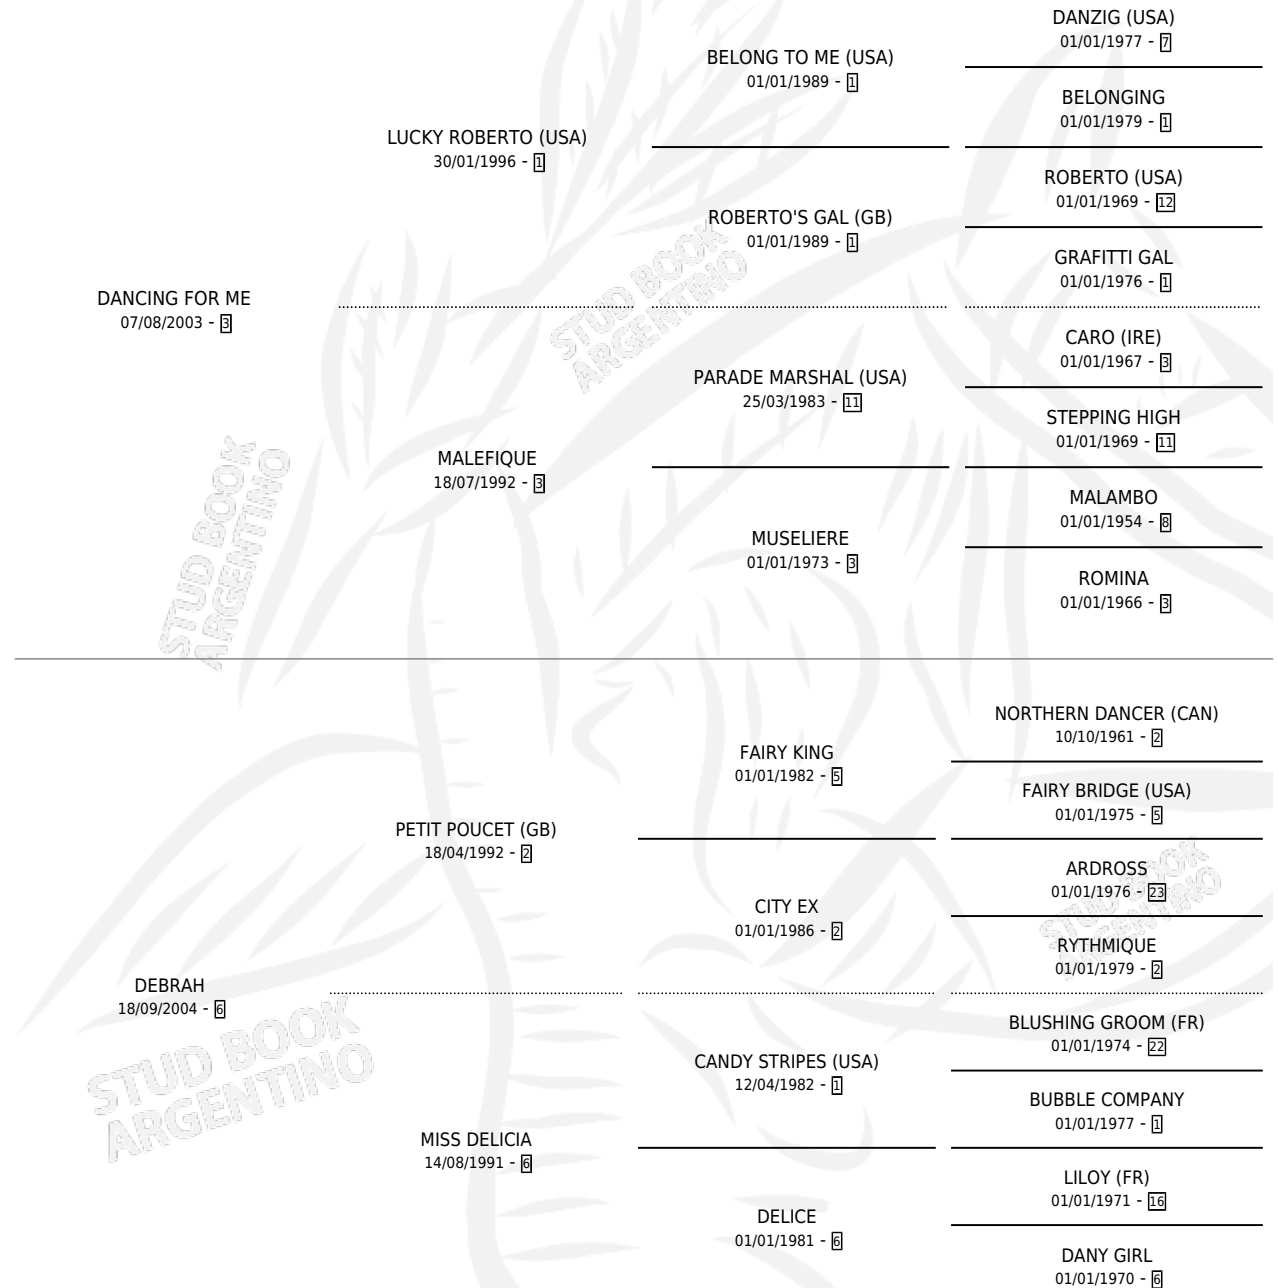 DANZIG (USA)
01/01/1977 - 7
BELONG TO ME (USA)
01/01/1989 - 1
BELONGING
01/01/1979 - 1
LUCKY ROBERTO (USA)
30/01/1996 - 1
ROBERTO (USA)
01/01/1969 - 12
ROBERTO'S GAL (GB)
01/01/1989 - 1
GRAFITTI GAL
01/01/1976 - 1
DANCING FOR ME
07/08/2003 - 3
CARO (IRE)
01/01/1967 - 3
PARADE MARSHAL (USA)
25/03/1983 - 11
STEPPING HIGH
01/01/1969 - 11
MALEFIQUE
18/07/1992 - 3
MALAMBO
01/01/1954 - 8
MUSELIERE
01/01/1973 - 3
ROMINA
01/01/1966 - 3
STUD BOOK
ARGENTINO
STUD BOOK
ARGENTINO
NORTHERN DANCER (CAN)
10/10/1961 - 2
FAIRY KING
01/01/1982 - 5
FAIRY BRIDGE (USA)
01/01/1975 - 5
PETIT POUCET (GB)
18/04/1992 - 2
ARDROSS
01/01/1976 - 23
CITY EX
01/01/1986 - 2
RYTHMIQUE
01/01/1979 - 2
DEBRAH
18/09/2004 - 6
BLUSHING GROOM (FR)
01/01/1974 - 22
CANDY STRIPES (USA)
12/04/1982 - 1
BUBBLE COMPANY
01/01/1977 - 1
MISS DELICIA
14/08/1991 - 6
LILOY (FR)
01/01/1971 - 16
DELICE
01/01/1981 - 6
DANY GIRL
01/01/1970 - 6
STUD BOOK
ARGENTINO
STUD BOOK
ARGENTINO